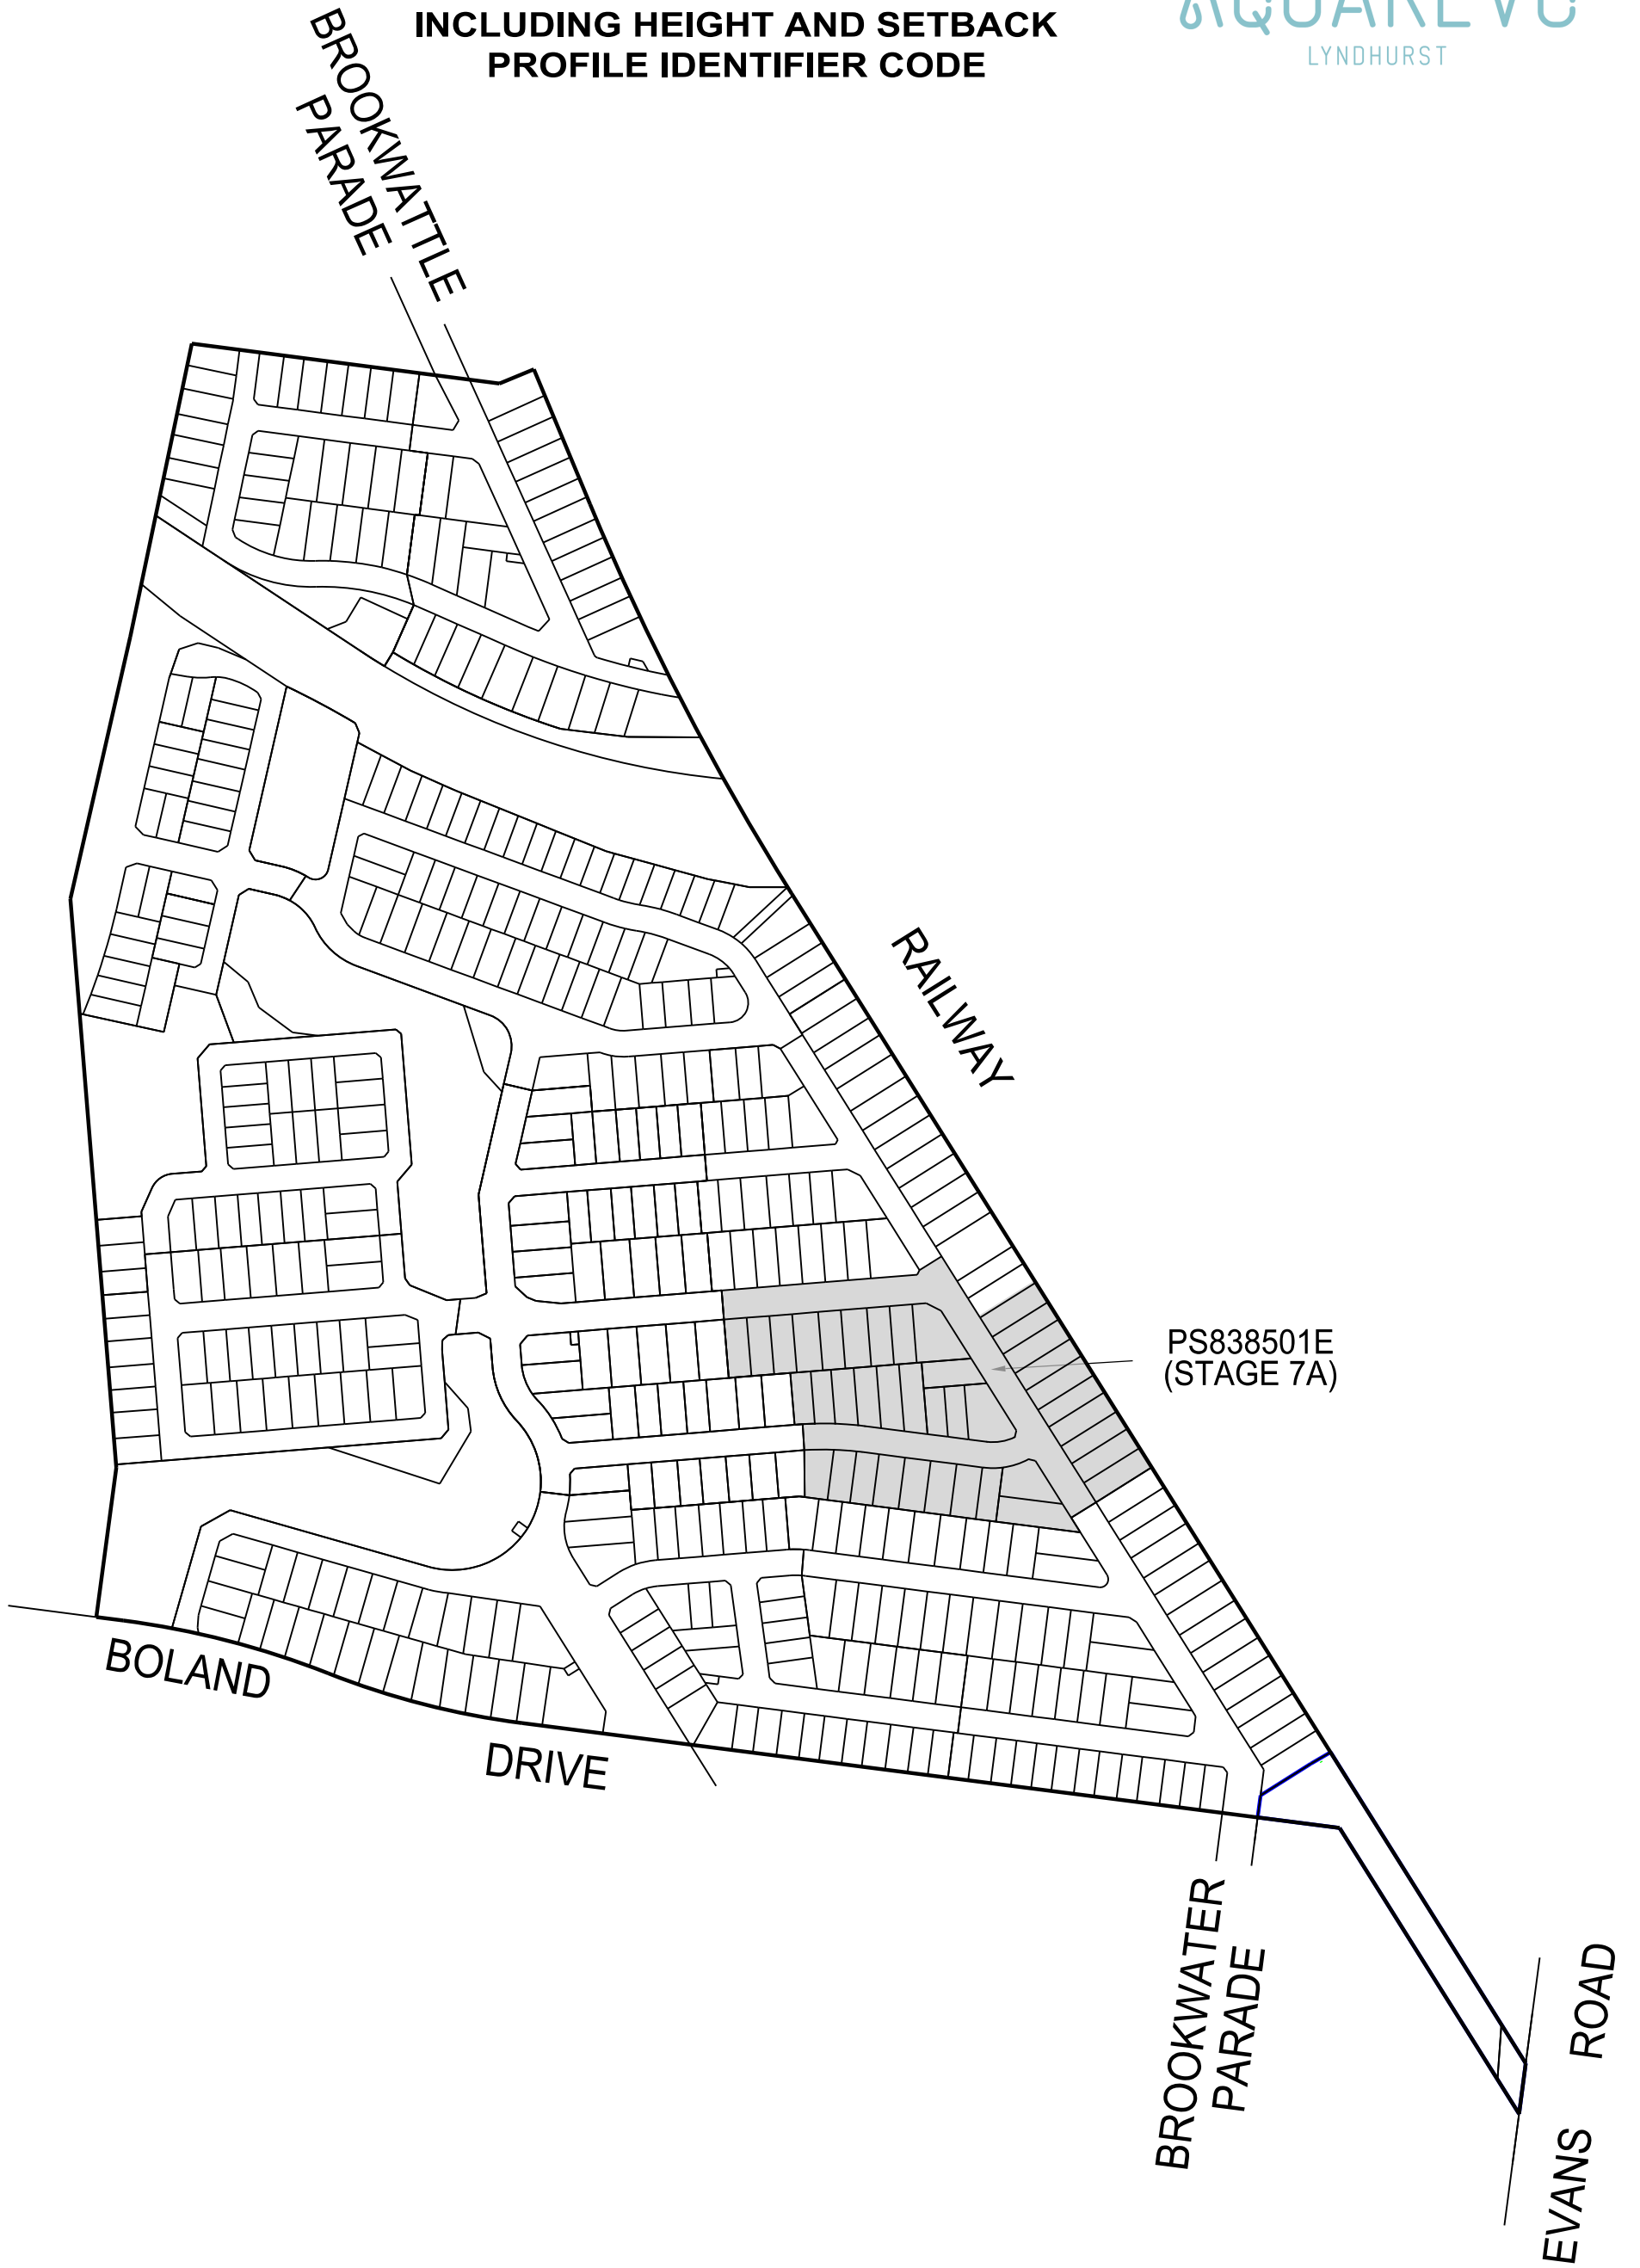 INCLUDING HEIGHT AND SETBACK
PROFILE IDENTIFIER CODE
AQUAREVO
LYNDHURST
BROOKWATTLE
PARADE
RAILWAY
PS838501E
(STAGE 7A)
BOLAND
DRIVE
BROOKWATER
PARADE
EVANS
ROAD